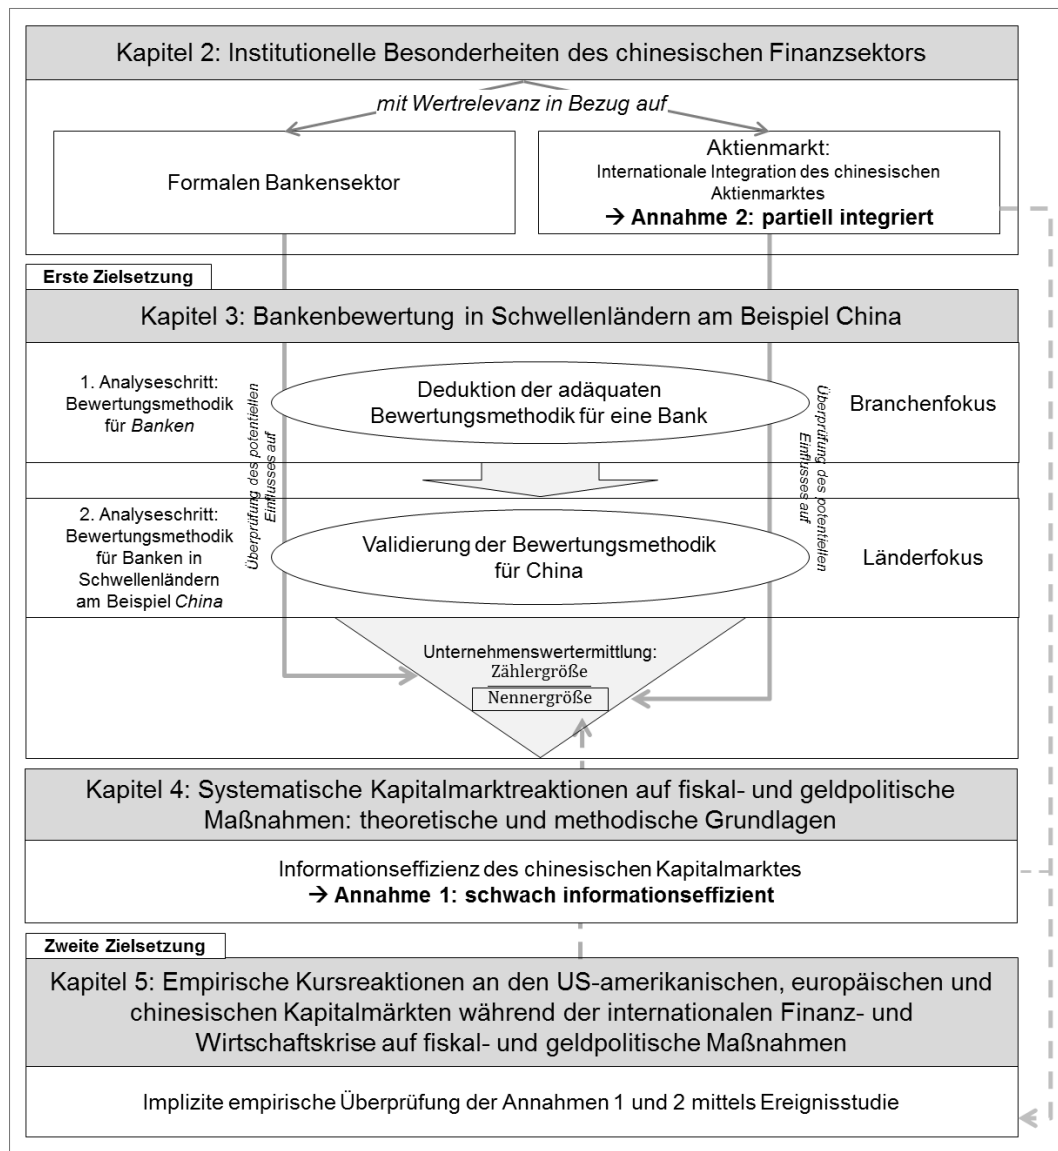 Kapitel 2: Institutionelle Besonderheiten des chinesischen Finanzsektors
mit Wertrelevanz in Bezug auf
Formalen Bankensektor
Aktienmarkt:
Internationale Integration des chinesischen
Aktienmarktes
→ Annahme 2: partiell integriert
Erste Zielsetzung
Kapitel 3: Bankenbewertung in Schwellenländern am Beispiel China
1. Analyseschritt:
Bewertungsmethodik
für Banken
Überprüfung des potentiellen
Einflusses auf
Deduktion der adäquaten
Bewertungsmethodik für eine Bank
Überprüfung des potentiellen
Einflusses auf
Branchenfokus
2. Analyseschritt:
Bewertungsmethodik
für Banken in
Schwellenländern
am Beispiel China
Validierung der Bewertungsmethodik
für China
Länderfokus
Unternehmenswertermittlung:
Zählergröße
Nennergröße
Kapitel 4: Systematische Kapitalmarktreaktionen auf fiskal- und geldpolitische
Maßnahmen: theoretische und methodische Grundlagen
Informationseffizienz des chinesischen Kapitalmarktes
→ Annahme 1: schwach informationseffizient
Zweite Zielsetzung
Kapitel 5: Empirische Kursreaktionen an den US-amerikanischen, europäischen und
chinesischen Kapitalmärkten während der internationalen Finanz- und
Wirtschaftskrise auf fiskal- und geldpolitische Maßnahmen
Implizite empirische Überprüfung der Annahmen 1 und 2 mittels Ereignisstudie